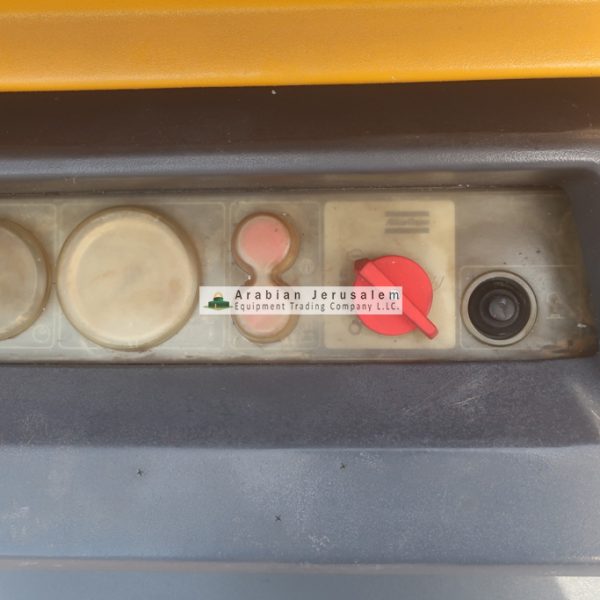 Arabian Jerusalem
Equipment Trading Company L.L.C.